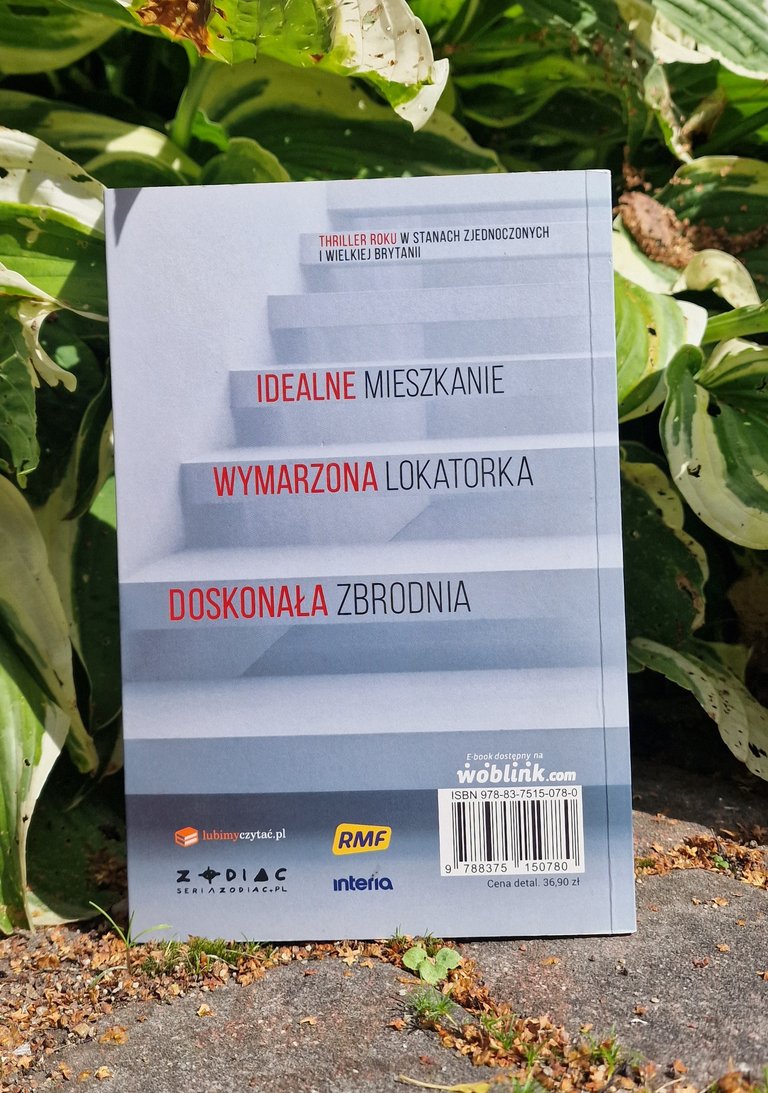 THRILLER ROKU W STANACH ZJEDNOCZONYCH
I WIELKIEJ BRYTANII
IDEALNE MIESZKANIE
WYMARZONA LOKATORKA
DOSKONAŁA ZBRODNIA
E-book dostępny na
woblink.com
ISBN 978-83-7515-078-0
9 788375 150780
Cena detal. 36,90 zł
lubimyczytać.pl
RMF
ZODIAC
SERIAZODIAC.PL
interia